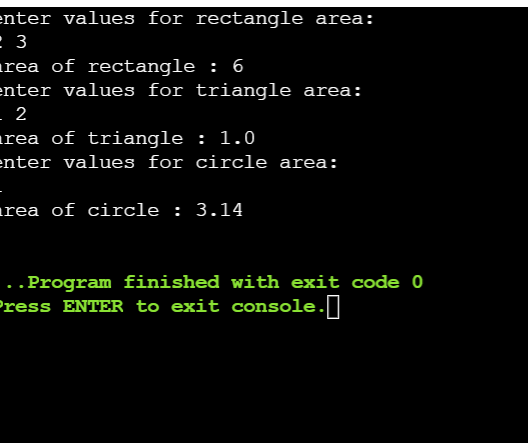 enter values for rectangle area:
2 3
area of rectangle : 6
enter values for triangle area:
1 2
area of triangle : 1.0
enter values for circle area:
area of circle : 3.14
...Program finished with exit code 0
Press ENTER to exit console.